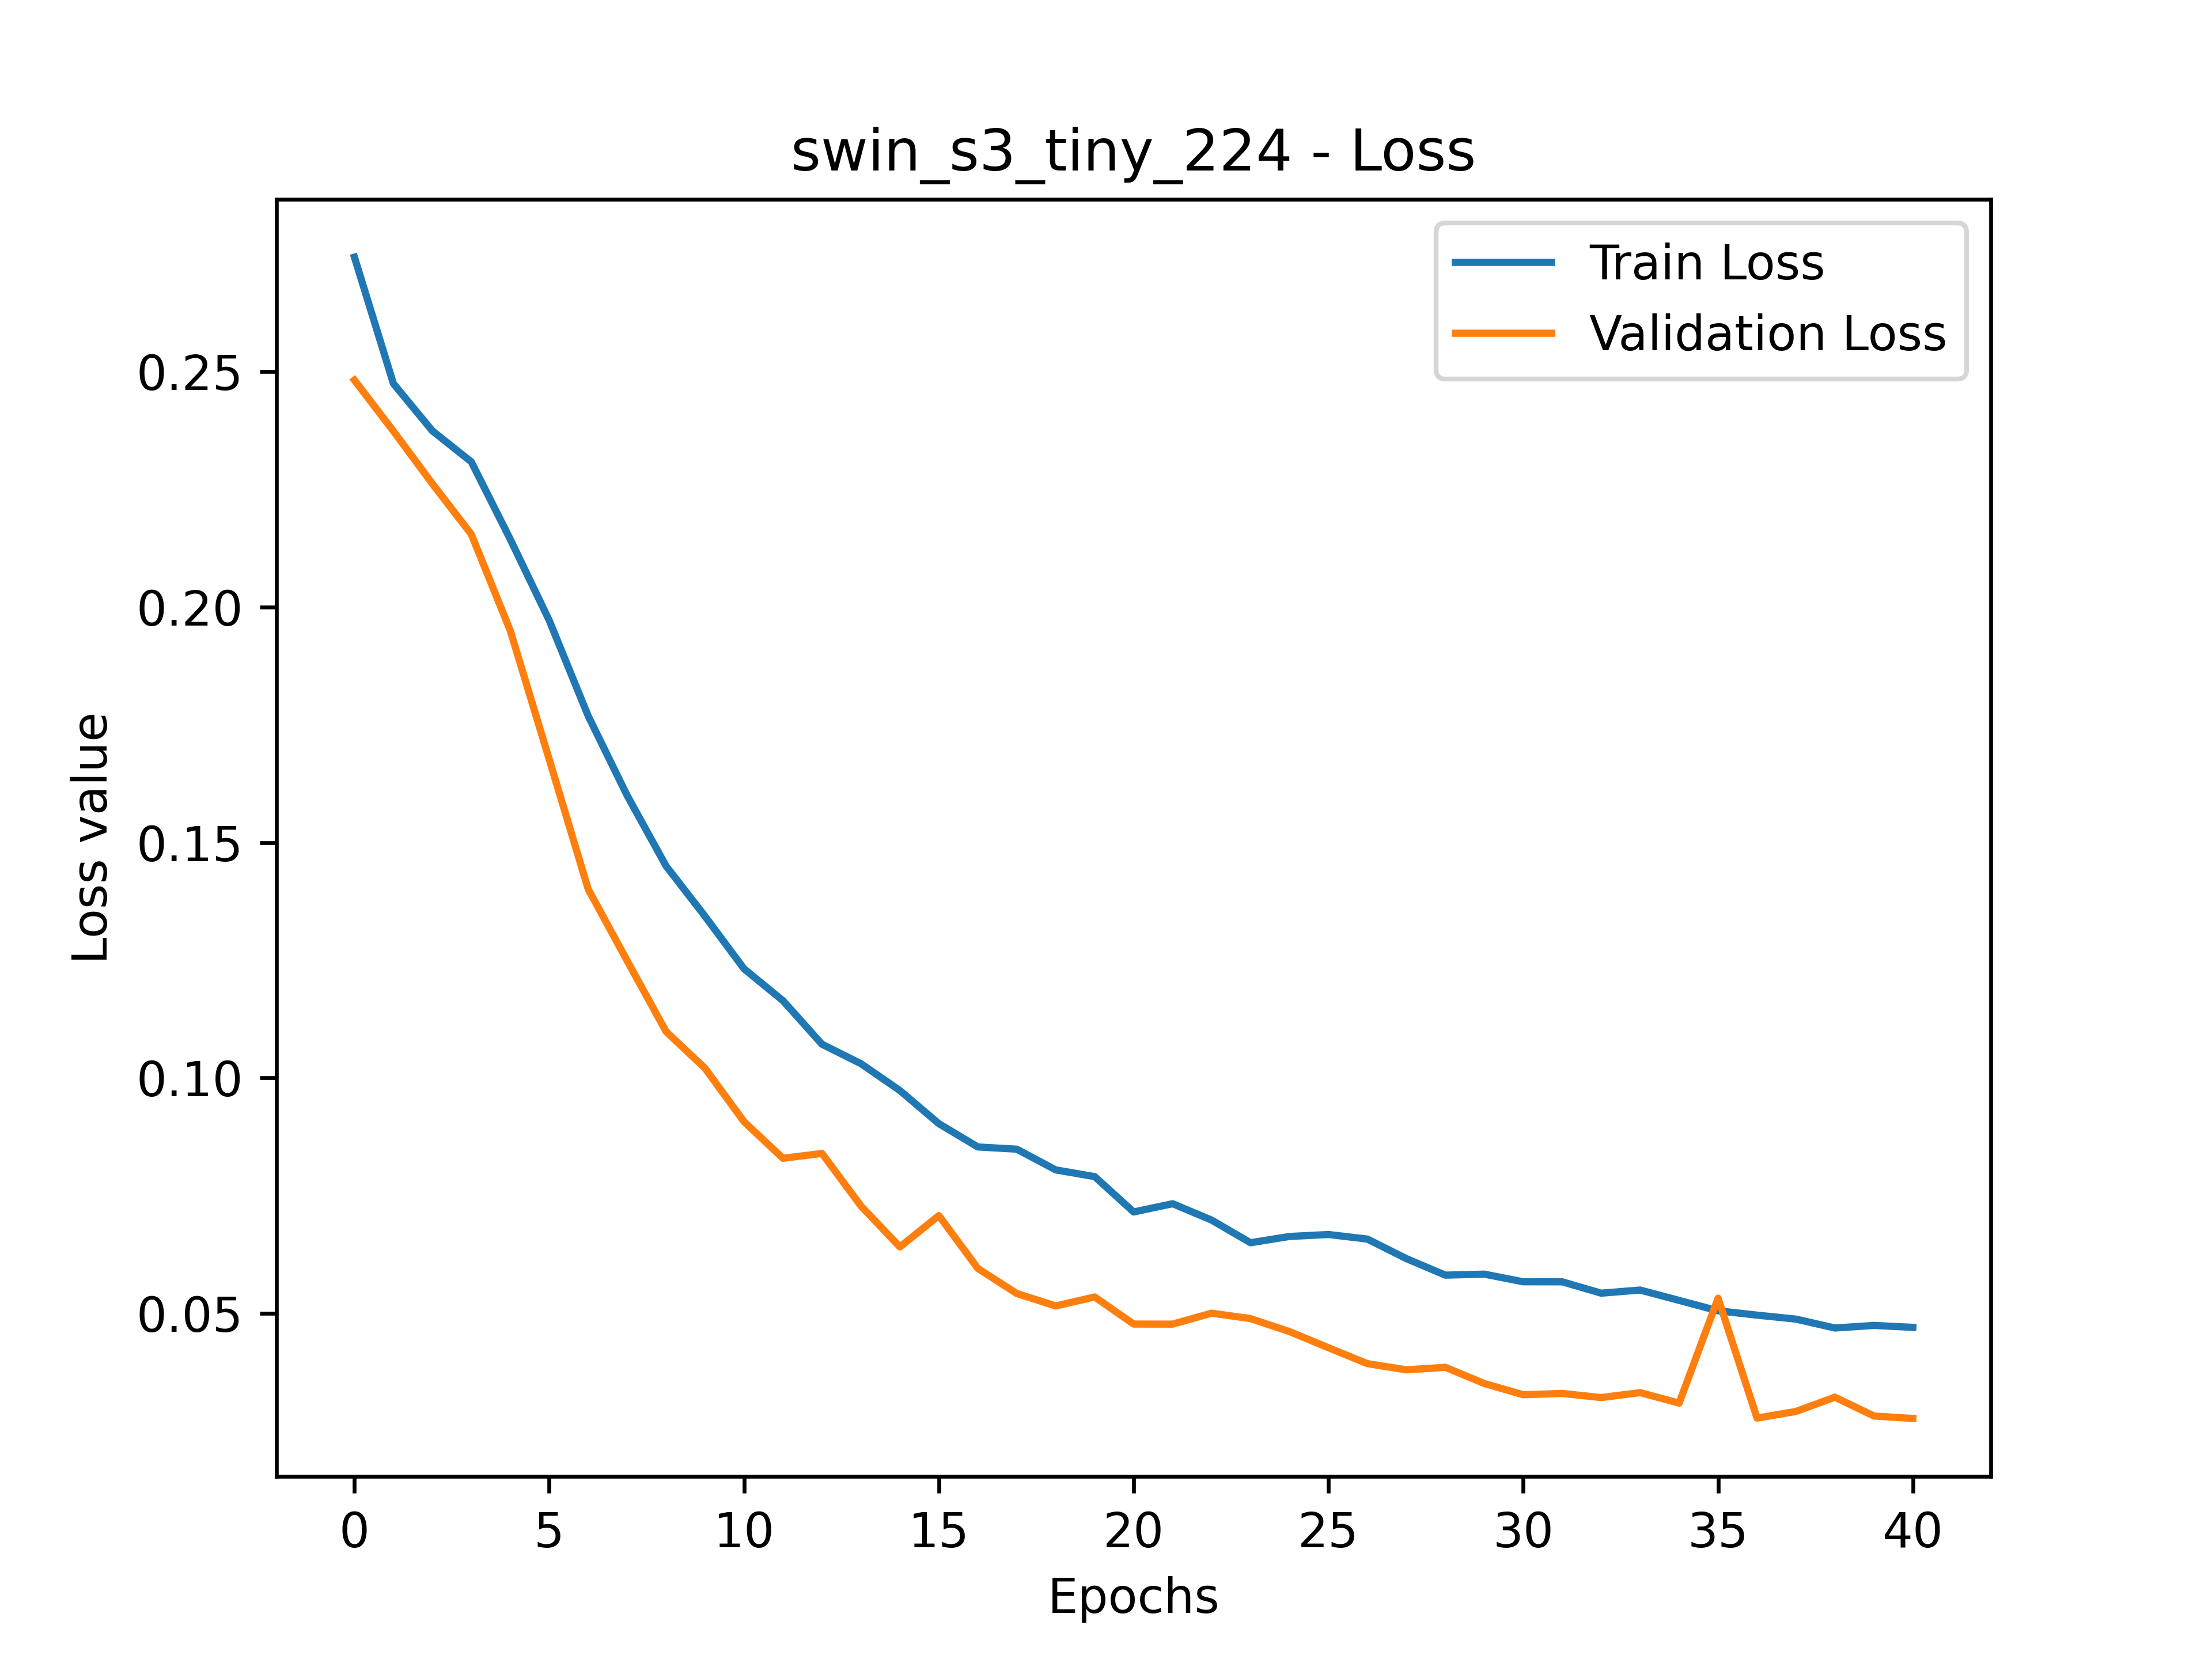 swin_s3_tiny_224 - Loss
Train Loss
Validation Loss
0.25
0.20
0.15
0.10
0.05
Loss value
0 5 10 15 20 25 30 35 40
Epochs